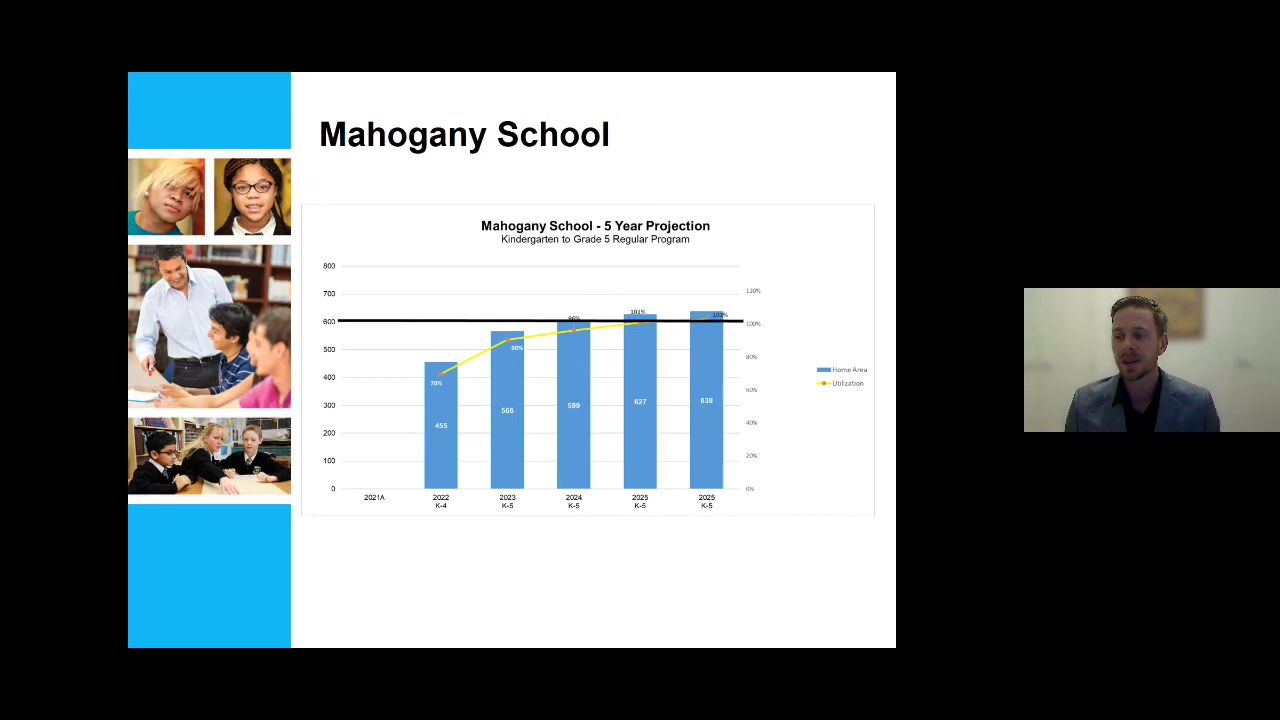 Mahogany School
Mahogany School - 5 Year Projection
Kindergarten to Grade 5 Regular Program
800
700
600
500
400
300
200
100
0
120%
100%
80%
60%
40%
20%
0%
70%
90%
96%
101%
103%
455
566
599
627
638
2021A
2022
K-4
2023
K-5
2024
K-5
2025
K-5
2025
K-5
Home Area
Utilization